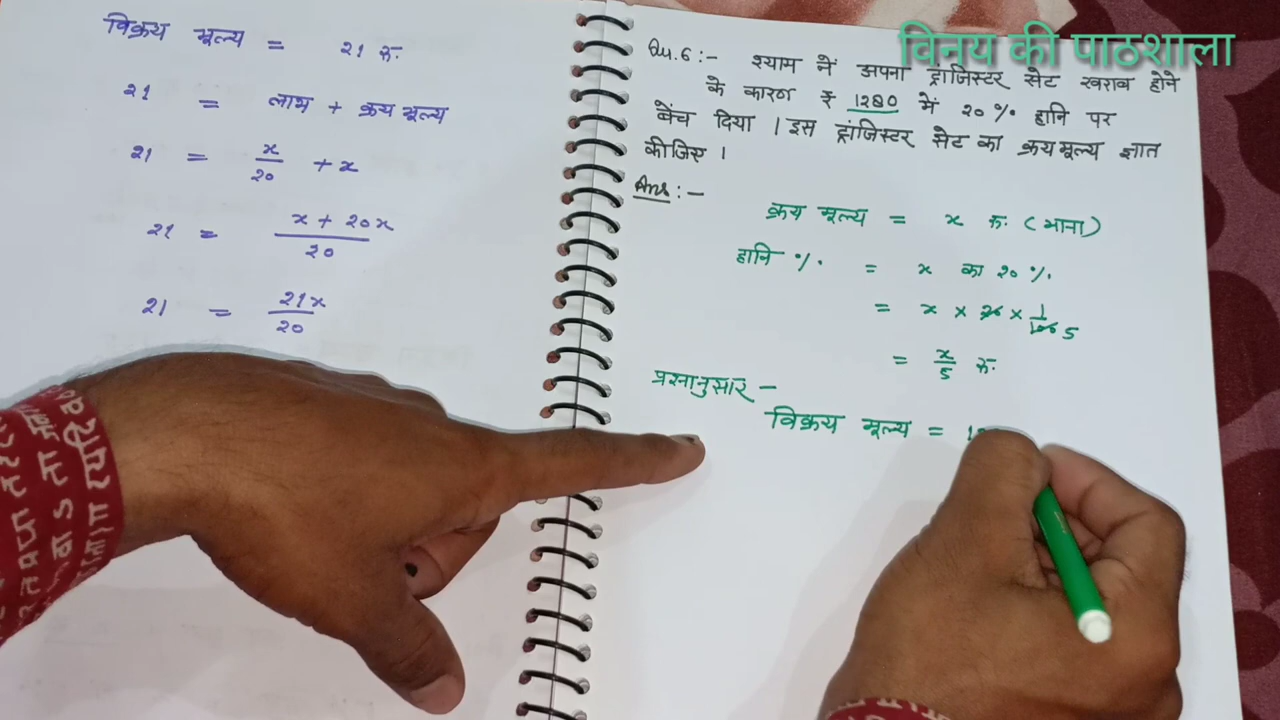 विनय की पाठशाला
विक्रय मूल्य = 21 रु.
21 = लाभ + क्रय मूल्य
21 = x/20 + x
21 = x + 20x/20
21 = 21x/20
Qu.6:- श्याम ने अपना ट्रांजिस्टर सेट खराब होने
के कारण ₹ 1280 में 20% हानि पर
बेंच दिया । इस ट्रांजिस्टर सेट का क्रय मूल्य ज्ञात
कीजिए ।
Ans:-
क्रय मूल्य = x रु. (माना)
हानि % = x का 20%
= x × 20 × 1/100 5
= x/5 रु.
प्रश्नानुसार -
विक्रय मूल्य =